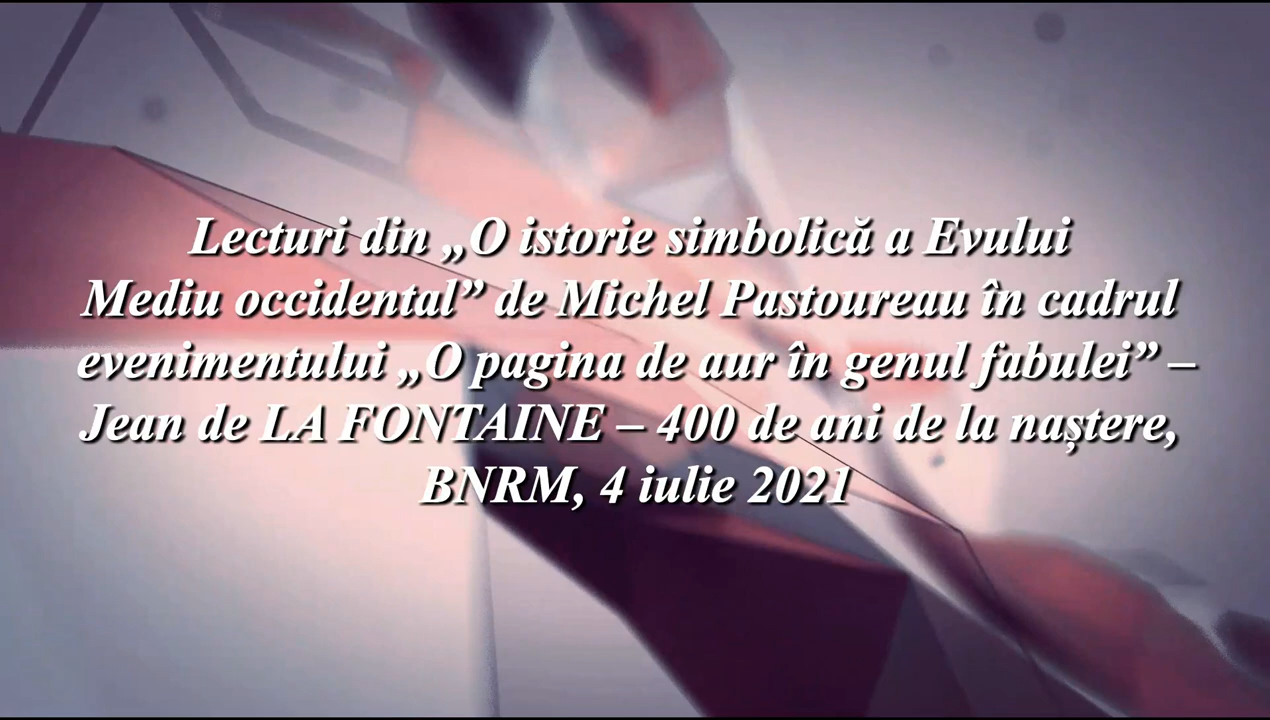 Lecturi din „O istorie simbolică a Evului
Mediu occidental” de Michel Pastoureau în cadrul
evenimentului „O pagina de aur în genul fabulei” –
Jean de LA FONTAINE – 400 de ani de la naștere,
BNRM, 4 iulie 2021